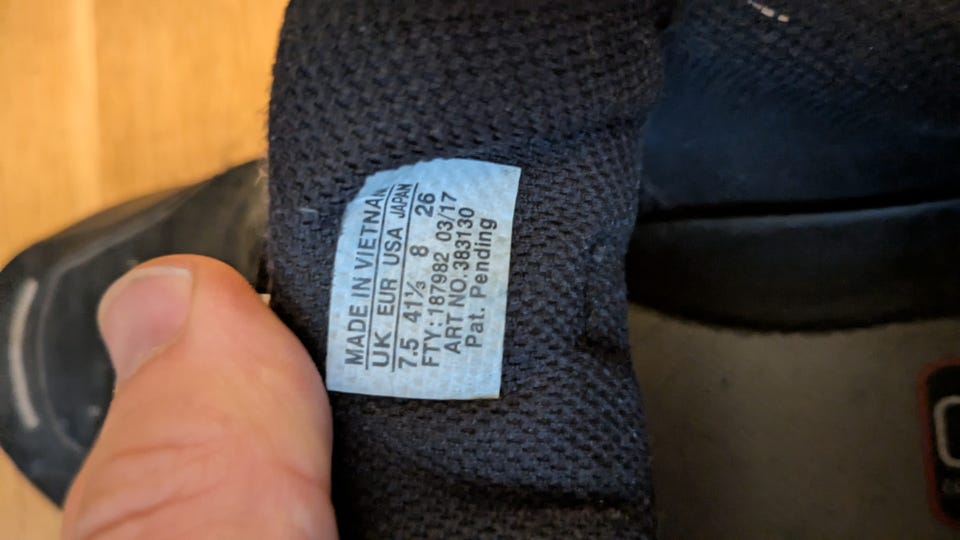 MADE IN VIETNAM
UK EUR USA JAPAN
7.5 41⅓ 8 26
FTY: 187982 03/17
ART NO. 383130
Pat. Pending